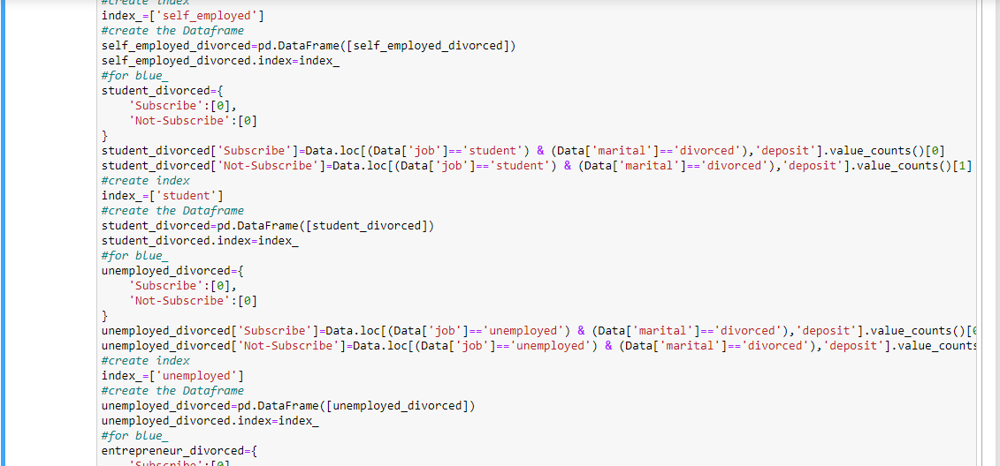 #create index
index_=['self_employed']
#create the Dataframe
self_employed_divorced=pd.DataFrame([self_employed_divorced])
self_employed_divorced.index=index_
#for blue_
student_divorced={
    'Subscribe':[0],
    'Not-Subscribe':[0]
}
student_divorced['Subscribe']=Data.loc[(Data['job']=='student') & (Data['marital']=='divorced'),'deposit'].value_counts()[0]
student_divorced['Not-Subscribe']=Data.loc[(Data['job']=='student') & (Data['marital']=='divorced'),'deposit'].value_counts()[1]
#create index
index_=['student']
#create the Dataframe
student_divorced=pd.DataFrame([student_divorced])
student_divorced.index=index_
#for blue_
unemployed_divorced={
    'Subscribe':[0],
    'Not-Subscribe':[0]
}
unemployed_divorced['Subscribe']=Data.loc[(Data['job']=='unemployed') & (Data['marital']=='divorced'),'deposit'].value_counts()[
unemployed_divorced['Not-Subscribe']=Data.loc[(Data['job']=='unemployed') & (Data['marital']=='divorced'),'deposit'].value_counts
#create index
index_=['unemployed']
#create the Dataframe
unemployed_divorced=pd.DataFrame([unemployed_divorced])
unemployed_divorced.index=index_
#for blue_
entrepreneur_divorced={
    'Subscribe':[0]